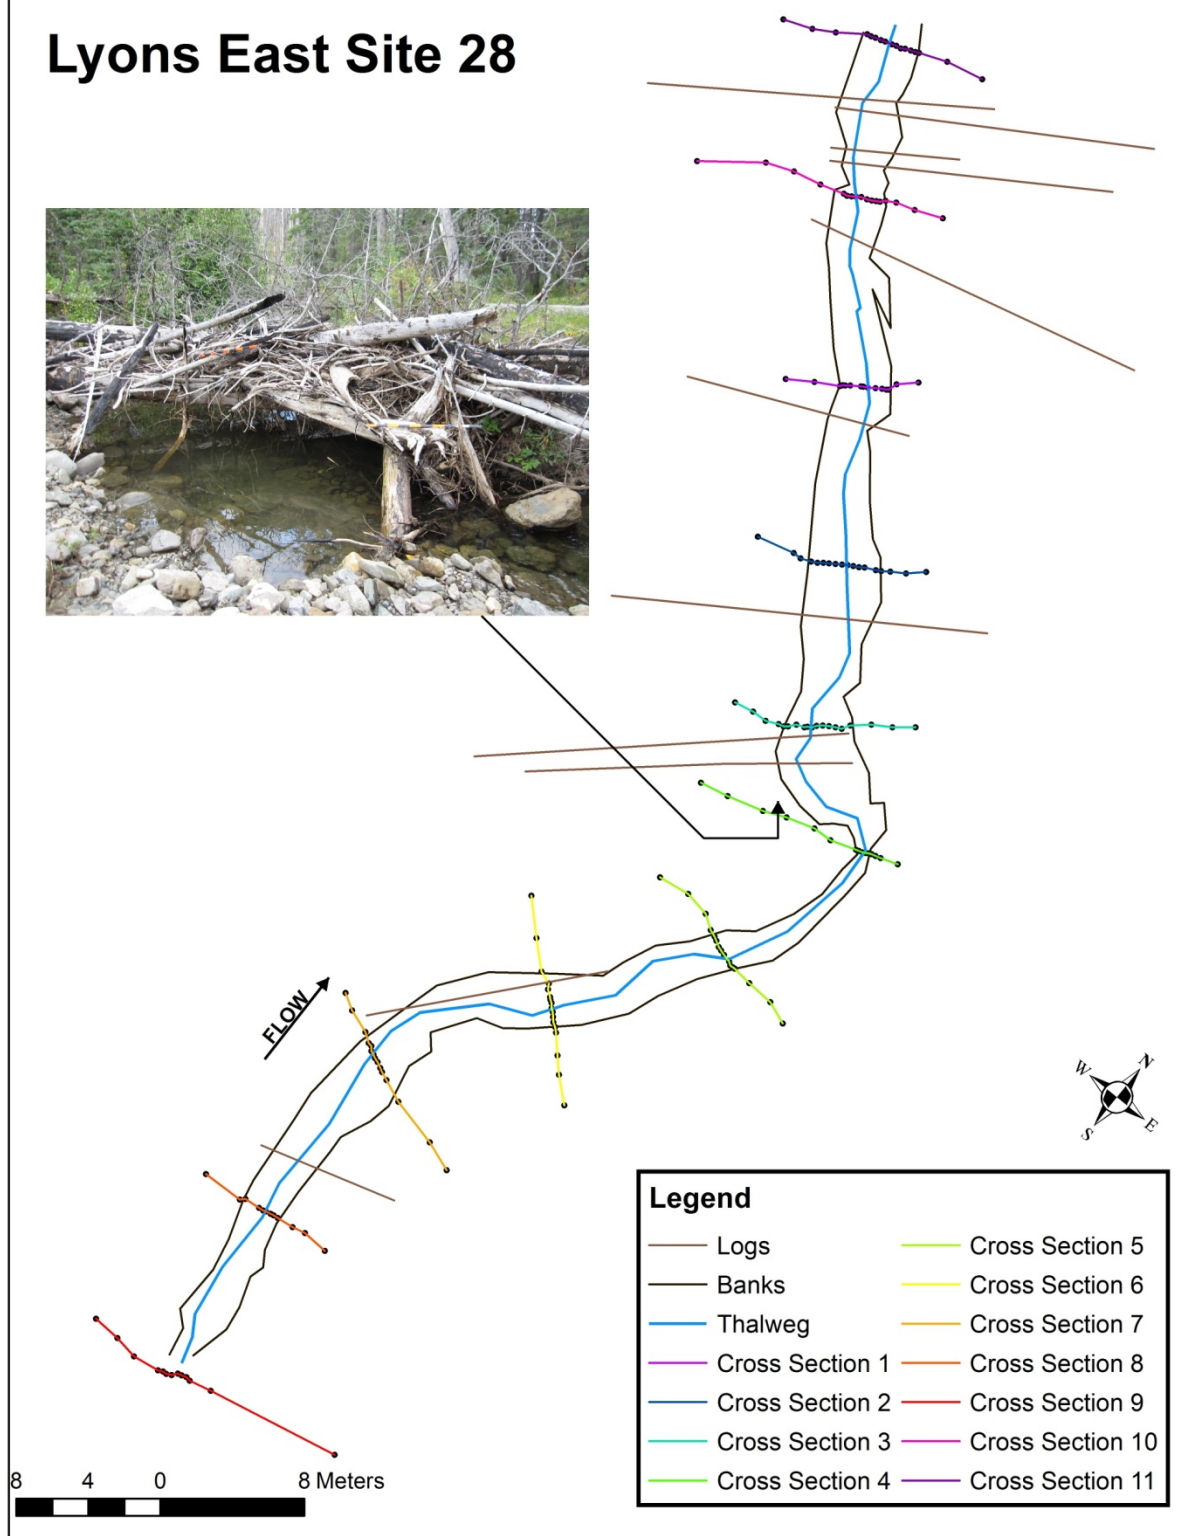 Lyons East Site 28
FLOW
W
N
S
E
Legend
Logs
Banks
Thalweg
Cross Section 1
Cross Section 2
Cross Section 3
Cross Section 4
Cross Section 5
Cross Section 6
Cross Section 7
Cross Section 8
Cross Section 9
Cross Section 10
Cross Section 11
8 4 0 8 Meters